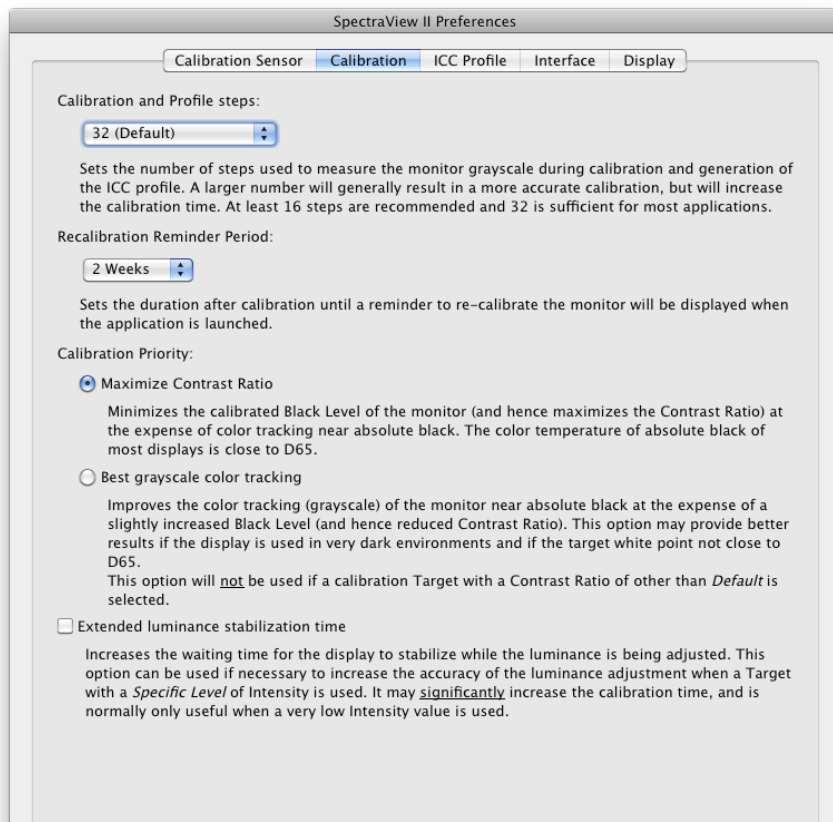 SpectraView II Preferences
Calibration Sensor Calibration ICC Profile Interface Display
Calibration and Profile steps:
32 (Default)
Sets the number of steps used to measure the monitor grayscale during calibration and generation of
the ICC profile. A larger number will generally result in a more accurate calibration, but will increase
the calibration time. At least 16 steps are recommended and 32 is sufficient for most applications.
Recalibration Reminder Period:
2 Weeks
Sets the duration after calibration until a reminder to re-calibrate the monitor will be displayed when
the application is launched.
Calibration Priority:
Maximize Contrast Ratio
Minimizes the calibrated Black Level of the monitor (and hence maximizes the Contrast Ratio) at
the expense of color tracking near absolute black. The color temperature of absolute black of
most displays is close to D65.
Best grayscale color tracking
Improves the color tracking (grayscale) of the monitor near absolute black at the expense of a
slightly increased Black Level (and hence reduced Contrast Ratio). This option may provide better
results if the display is used in very dark environments and if the target white point not close to
D65.
This option will not be used if a calibration Target with a Contrast Ratio of other than Default is
selected.
Extended luminance stabilization time
Increases the waiting time for the display to stabilize while the luminance is being adjusted. This
option can be used if necessary to increase the accuracy of the luminance adjustment when a Target
with a Specific Level of Intensity is used. It may significantly increase the calibration time, and is
normally only useful when a very low Intensity value is used.